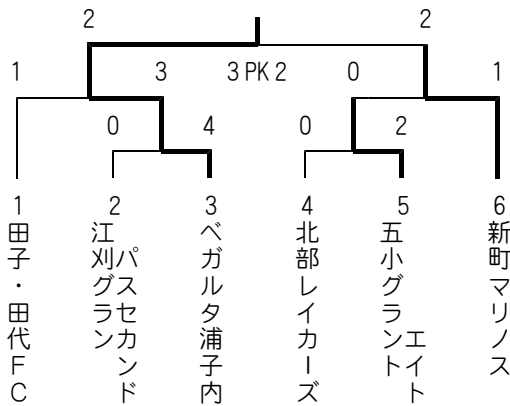 2 2
1 3 3 PK 2 0 1
0 4 0 2
1 2 3 4 5 6
田子・田代FC
江刈グラン
パスセカンド
ベガルタ浦子内
北部レイカーズ
五小グラント
エイト
新町マリノス